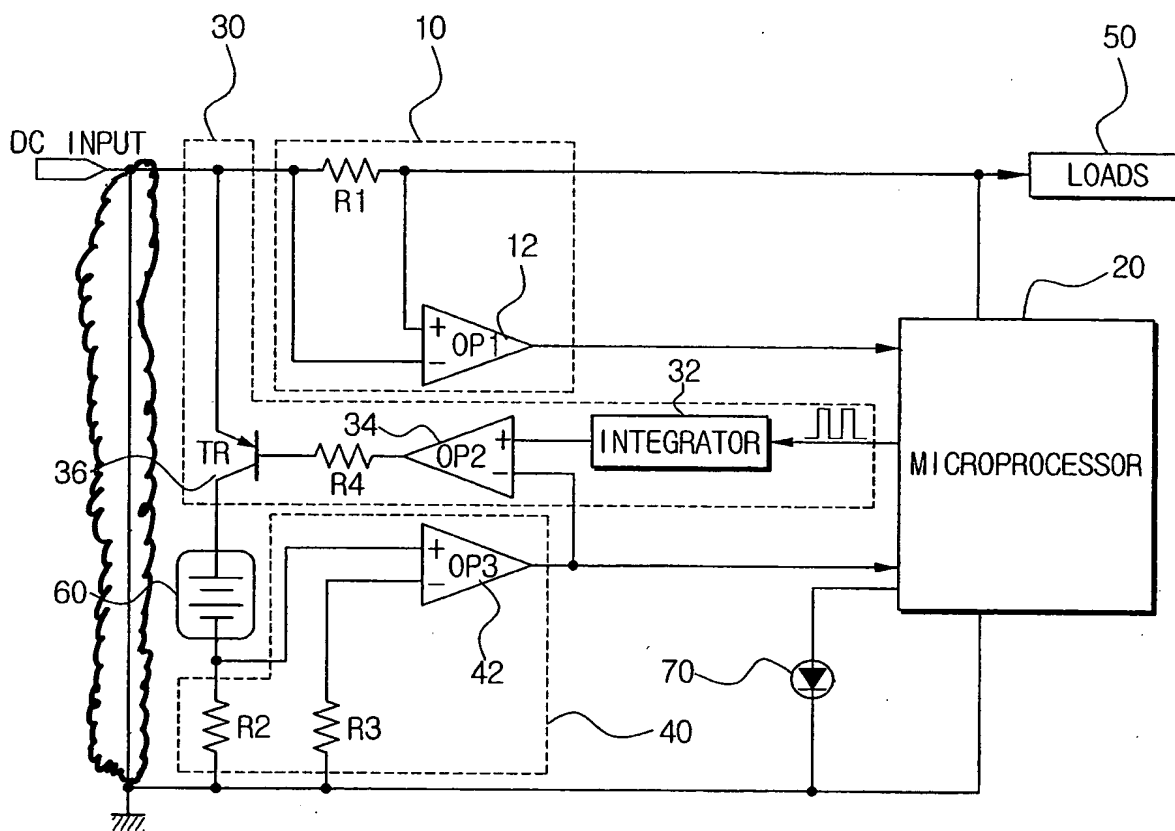 30
10
50
DC INPUT
R1
LOADS
12
20
+
OP1
−
34
32
TR
R4
OP2
+
−
INTEGRATOR
MICROPROCESSOR
36
+
OP3
−
60
42
70
R2
R3
40